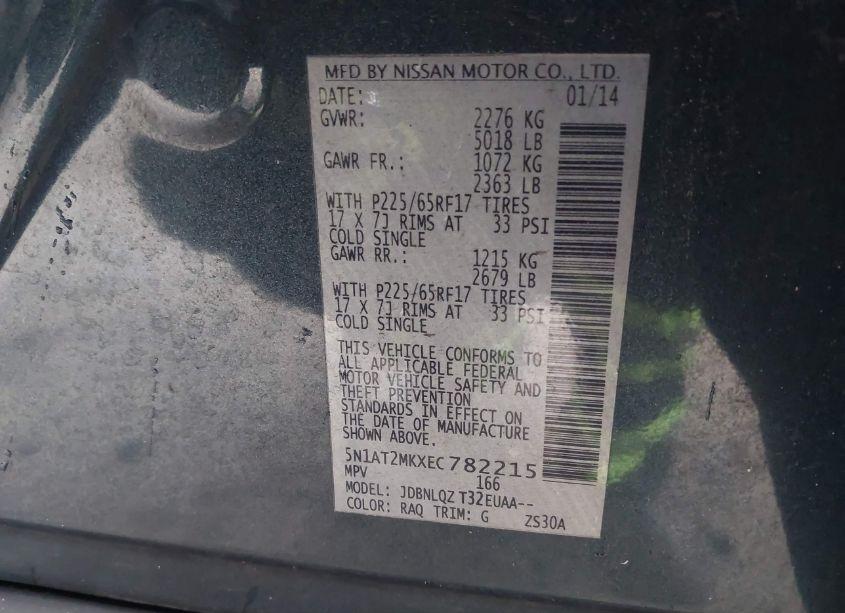 MFD BY NISSAN MOTOR CO., LTD.
DATE: 01/14
GVWR: 2276 KG
5018 LB
GAWR FR.: 1072 KG
2363 LB
WITH P225/65RF17 TIRES
17 X 7J RIMS AT 33 PSI
COLD SINGLE
GAWR RR.: 1215 KG
2679 LB
WITH P225/65RF17 TIRES
17 X 7J RIMS AT 33 PSI
COLD SINGLE
THIS VEHICLE CONFORMS TO
ALL APPLICABLE FEDERAL
MOTOR VEHICLE SAFETY AND
THEFT PREVENTION
STANDARDS IN EFFECT ON
THE DATE OF MANUFACTURE
SHOWN ABOVE.
5N1AT2MKXEC782215
MPV 166
MODEL: JDBNLQZ T32EUAA--
COLOR: RAQ TRIM: G ZS30A